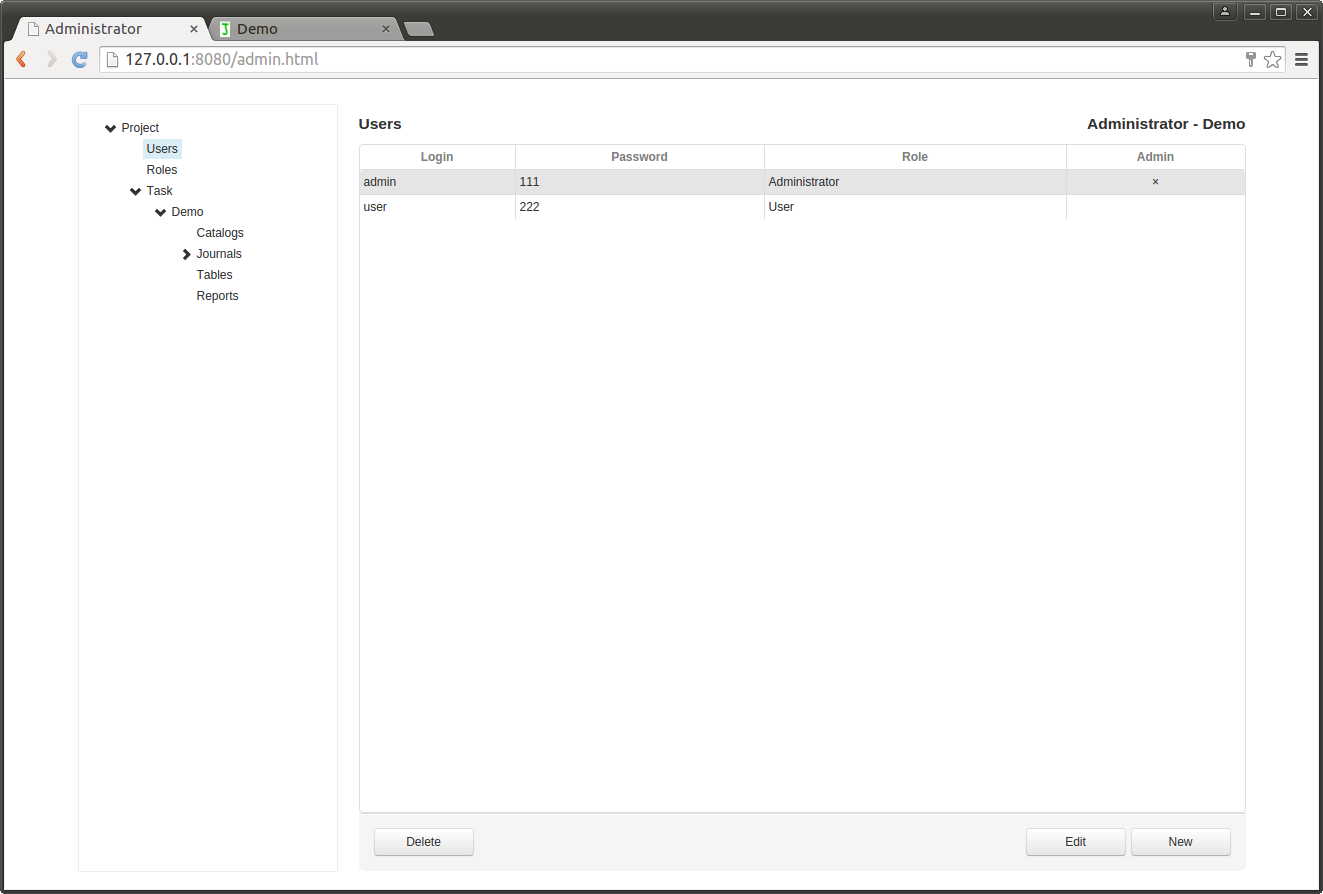 Administrator × Demo ×
127.0.0.1:8080/admin.html
Project
Users
Roles
Task
Demo
Catalogs
Journals
Tables
Reports
Users Administrator - Demo
Login Password Role Admin
admin 111 Administrator ×
user 222 User
Delete Edit New